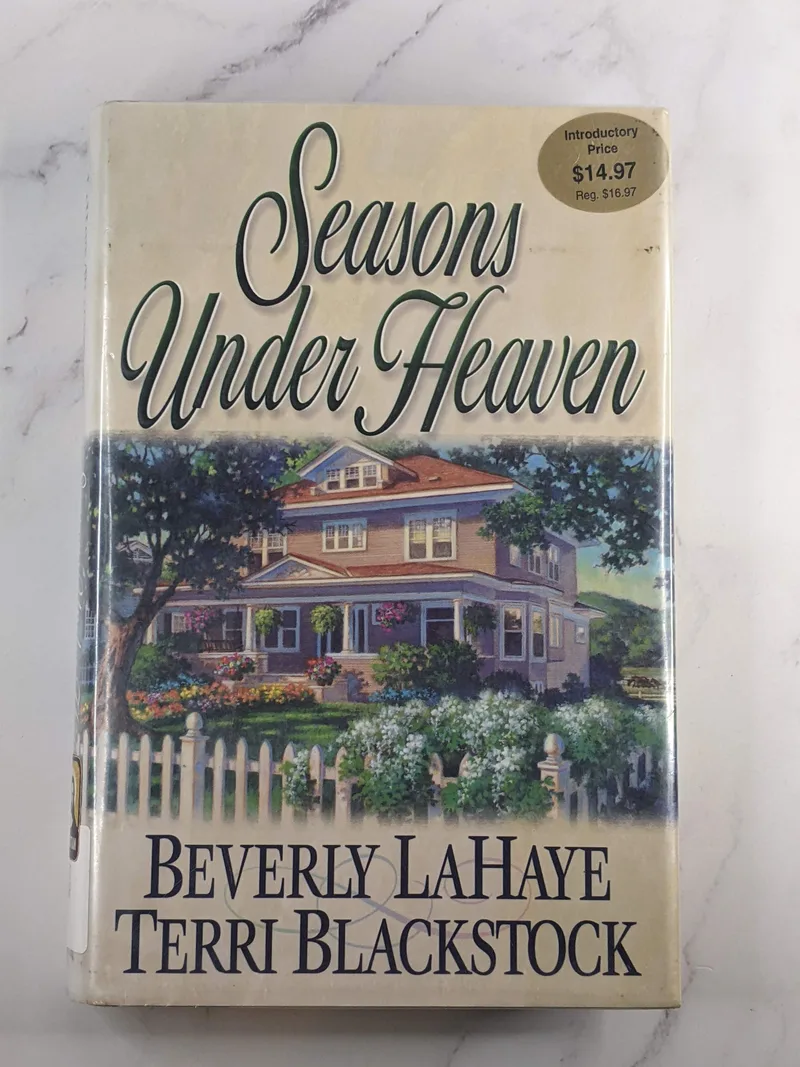 Introductory
Price
$14.97
Reg. $16.97
Seasons
Under Heaven
BEVERLY LAHAYE
TERRI BLACKSTOCK